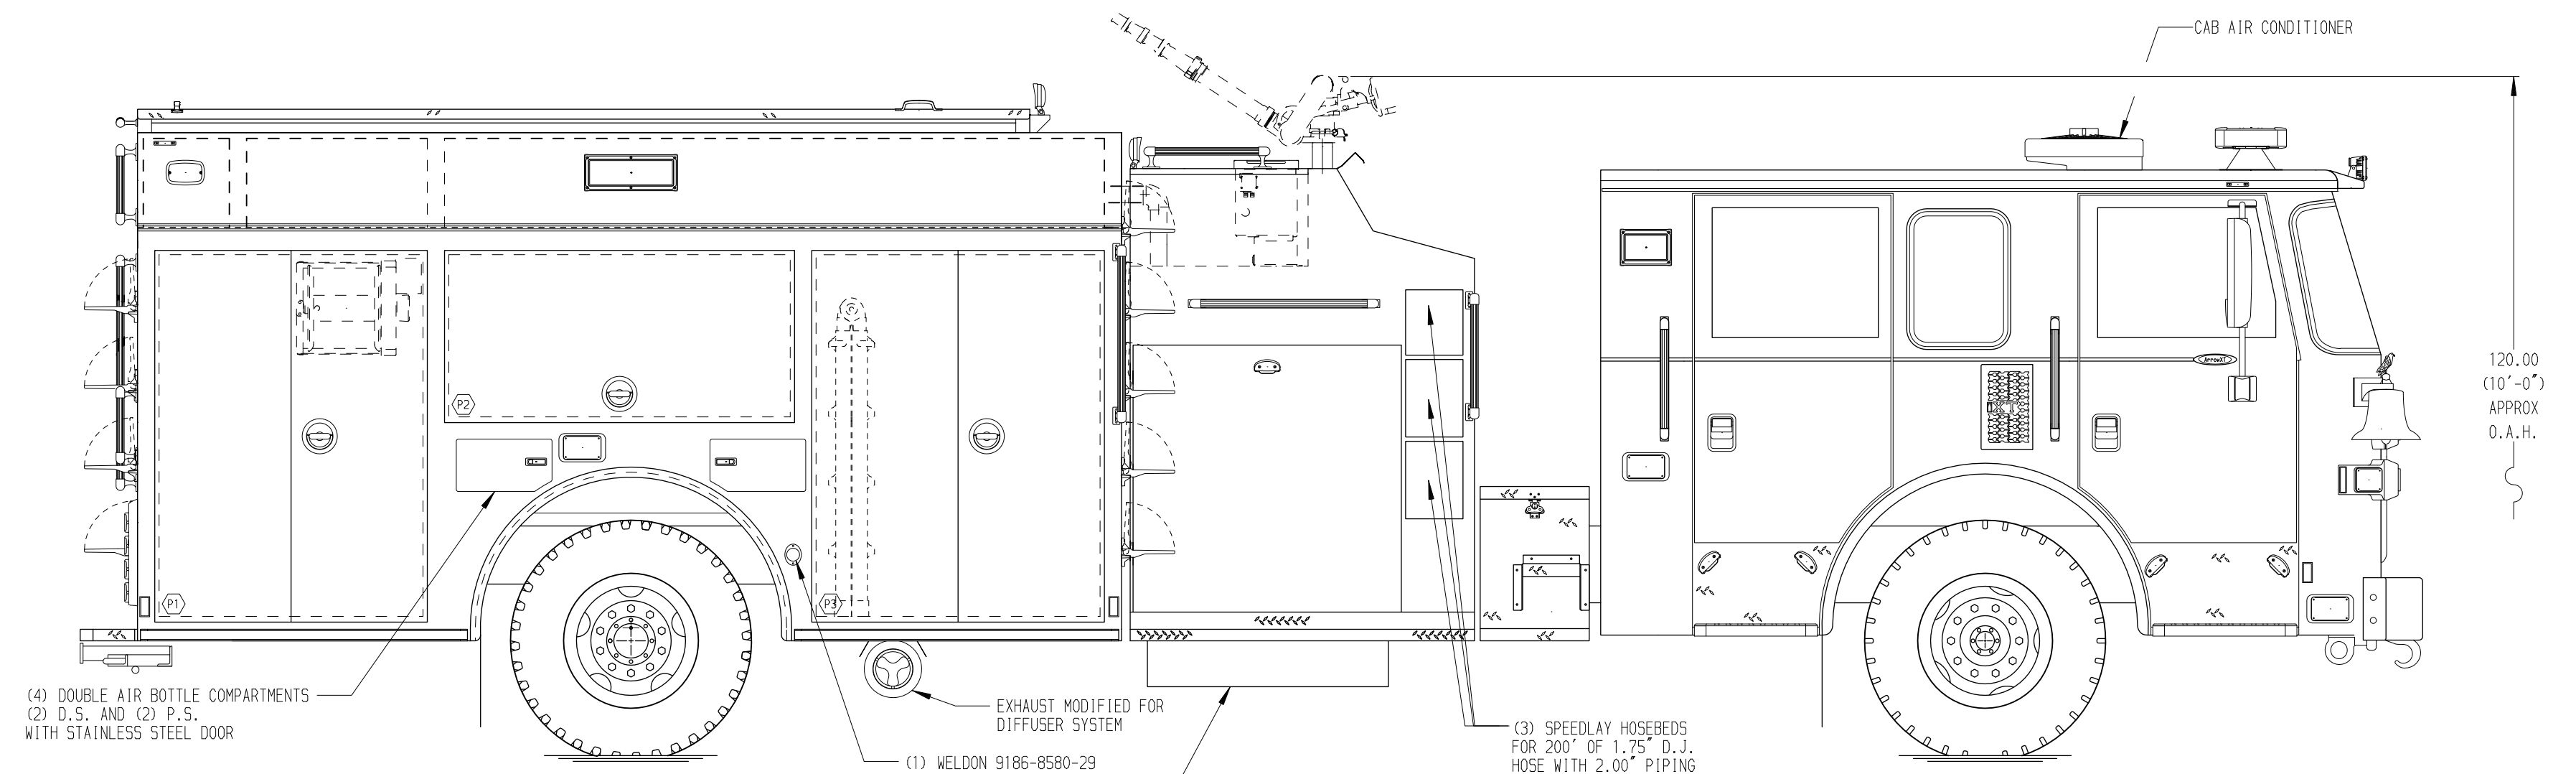 CAB AIR CONDITIONER
120.00
(10'-0")
APPROX
O.A.H.
ArrowXT
XT
P2
P1
P3
(4) DOUBLE AIR BOTTLE COMPARTMENTS
(2) D.S. AND (2) P.S.
WITH STAINLESS STEEL DOOR
EXHAUST MODIFIED FOR
DIFFUSER SYSTEM
(1) WELDON 9186-8580-29
(3) SPEEDLAY HOSEBEDS
FOR 200' OF 1.75" D.J.
HOSE WITH 2.00" PIPING